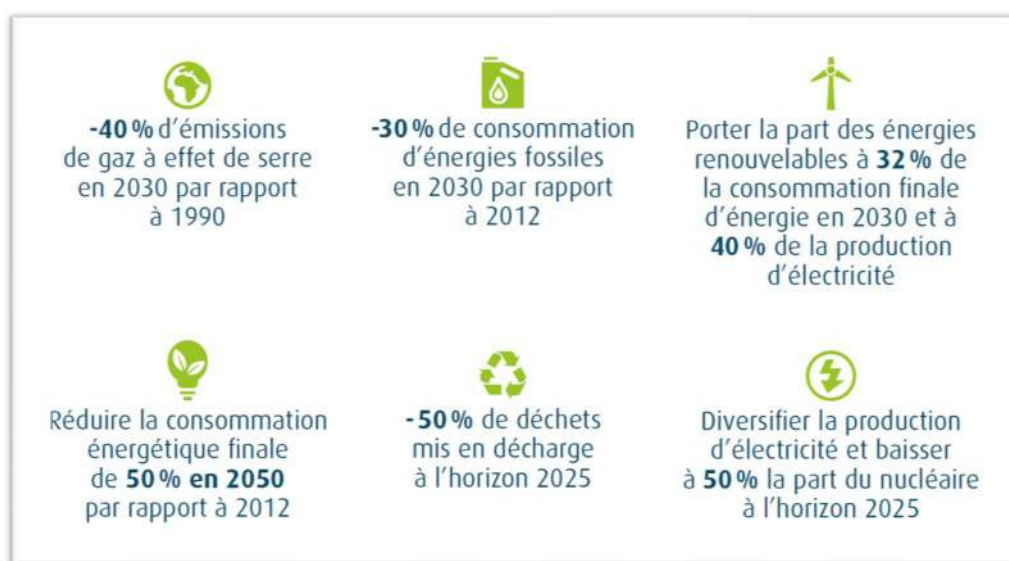 -40 % d'émissions
de gaz à effet de serre
en 2030 par rapport
à 1990
-30 % de consommation
d'énergies fossiles
en 2030 par rapport
à 2012
Porter la part des énergies
renouvelables à 32 % de
la consommation finale
d'énergie en 2030 et à
40 % de la production
d'électricité
Réduire la consommation
énergétique finale
de 50 % en 2050
par rapport à 2012
- 50 % de déchets
mis en décharge
à l'horizon 2025
Diversifier la production
d'électricité et baisser
à 50 % la part du nucléaire
à l'horizon 2025